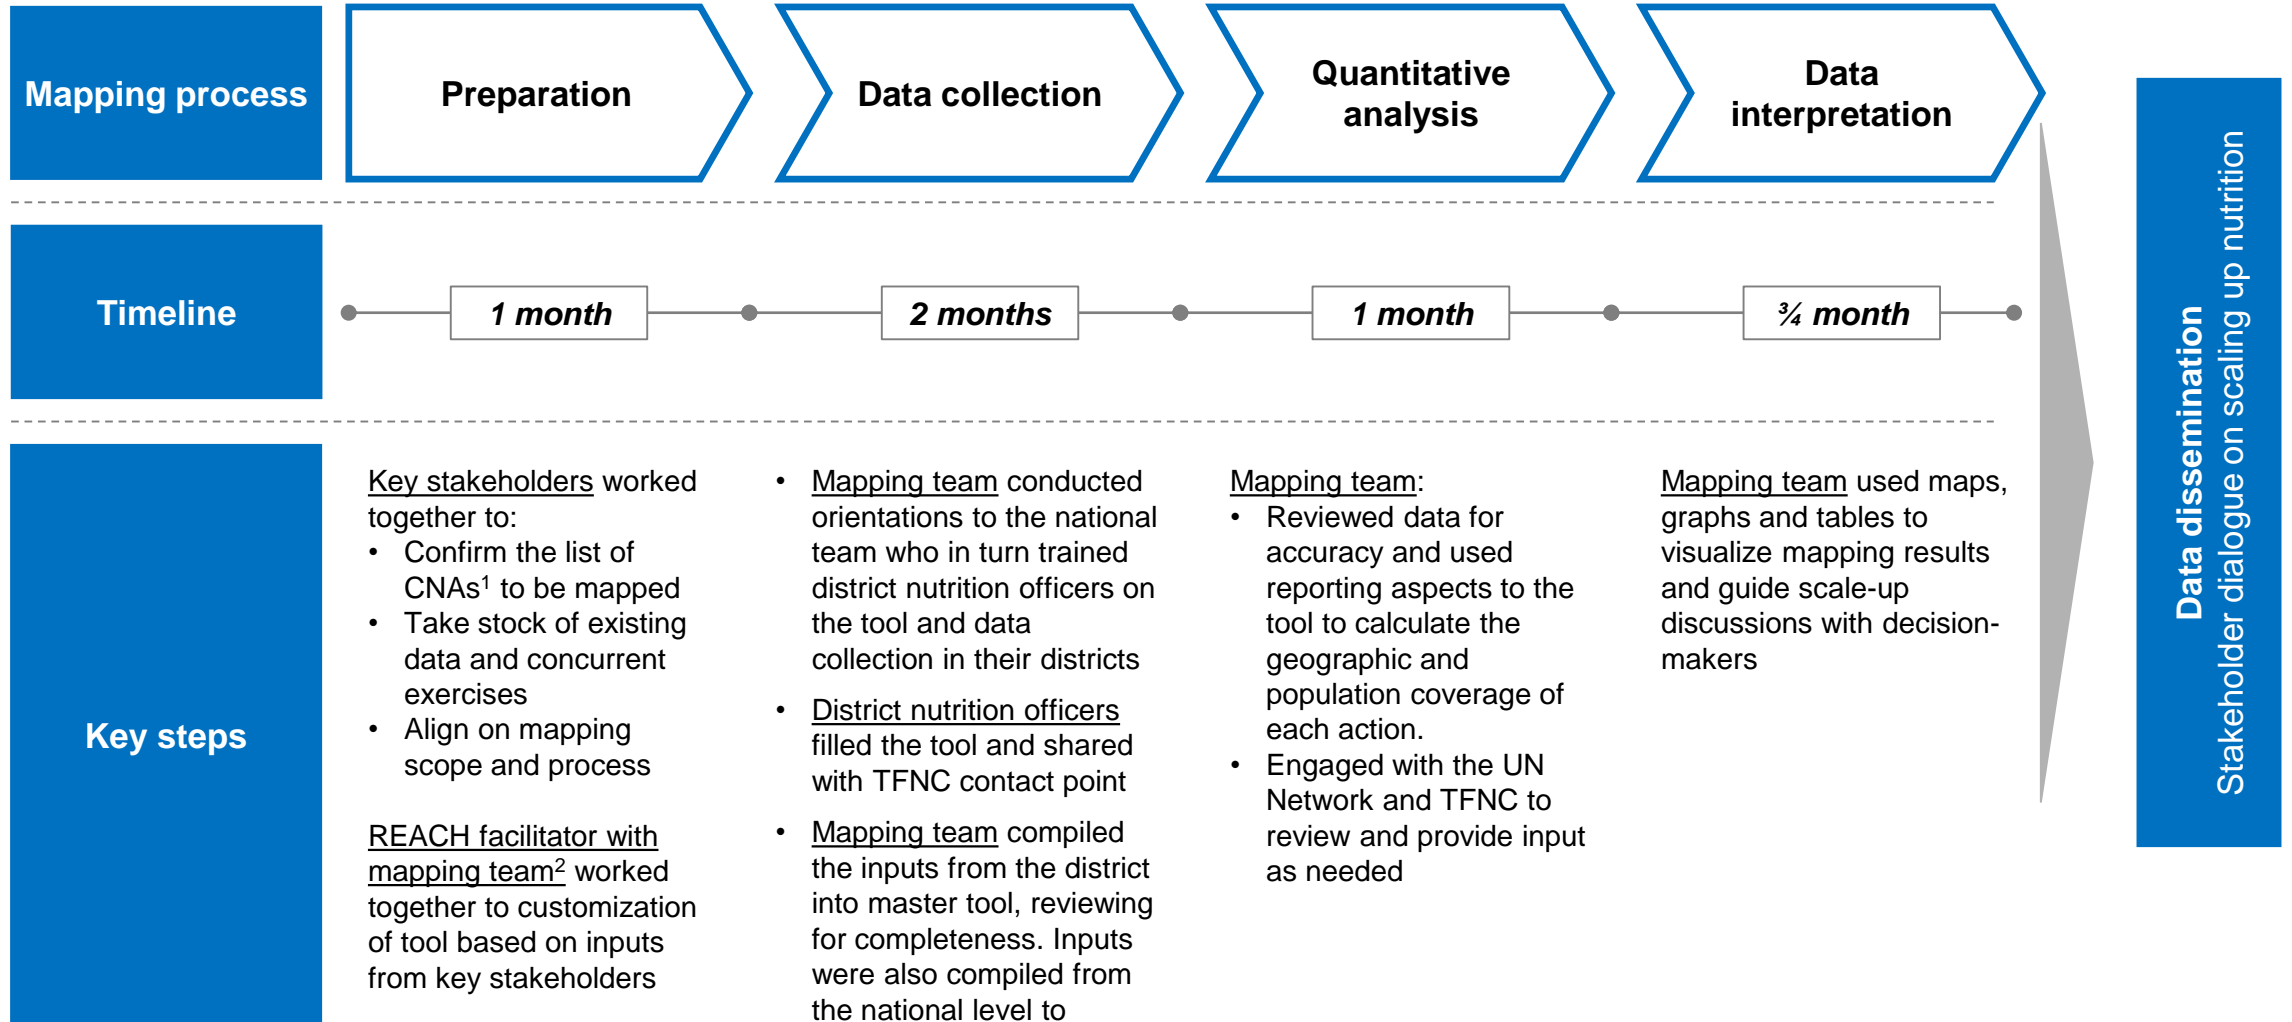 Mapping process
Preparation
Data collection
Quantitative
analysis
Data
interpretation
Timeline
1 month
2 months
1 month
¾ month
Key steps
Key stakeholders worked
together to:
• Confirm the list of
CNAs¹ to be mapped
• Take stock of existing
data and concurrent
exercises
• Align on mapping
scope and process
REACH facilitator with
mapping team² worked
together to customization
of tool based on inputs
from key stakeholders
• Mapping team conducted
orientations to the national
team who in turn trained
district nutrition officers on
the tool and data
collection in their districts
• District nutrition officers
filled the tool and shared
with TFNC contact point
• Mapping team compiled
the inputs from the district
into master tool, reviewing
for completeness. Inputs
were also compiled from
the national level to
Mapping team:
• Reviewed data for
accuracy and used
reporting aspects to the
tool to calculate the
geographic and
population coverage of
each action.
• Engaged with the UN
Network and TFNC to
review and provide input
as needed
Mapping team used maps,
graphs and tables to
visualize mapping results
and guide scale-up
discussions with decision-
makers
Data dissemination
Stakeholder dialogue on scaling up nutrition